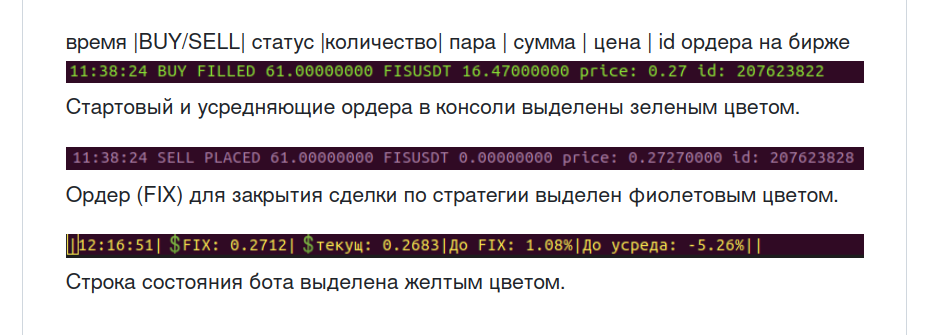 время |BUY/SELL| статус |количество| пара | сумма | цена | id ордера на бирже
11:38:24 BUY FILLED 61.00000000 FISUSDT 16.47000000 price: 0.27 id: 207623822
Стартовый и усредняющие ордера в консоли выделены зеленым цветом.
11:38:24 SELL PLACED 61.00000000 FISUSDT 0.00000000 price: 0.27270000 id: 207623828
Ордер (FIX) для закрытия сделки по стратегии выделен фиолетовым цветом.
|12:16:51| $FIX: 0.2712| $текущ: 0.2683|До FIX: 1.08%|До усреда: -5.26%||
Строка состояния бота выделена желтым цветом.